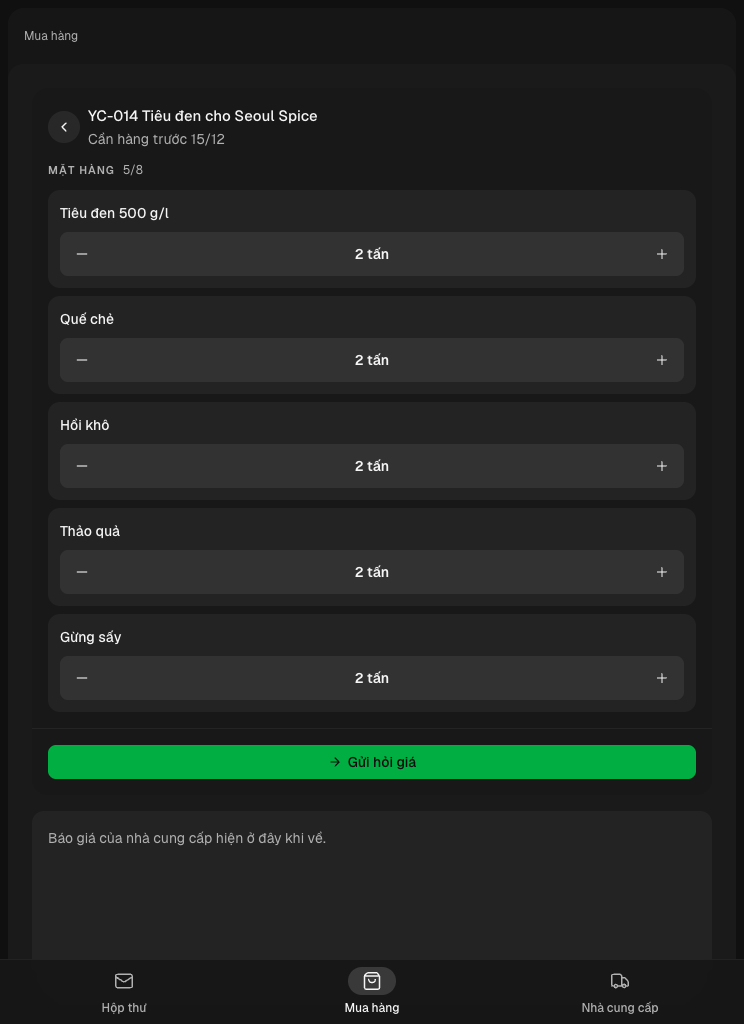 Mua hàng
YC-014 Tiêu đen cho Seoul Spice
Cần hàng trước 15/12
MẶT HÀNG 5/8
Tiêu đen 500 g/l
2 tấn
Quế chẻ
2 tấn
Hồi khô
2 tấn
Thảo quả
2 tấn
Gừng sấy
2 tấn
Gửi hỏi giá
Báo giá của nhà cung cấp hiện ở đây khi về.
Hộp thư
Mua hàng
Nhà cung cấp